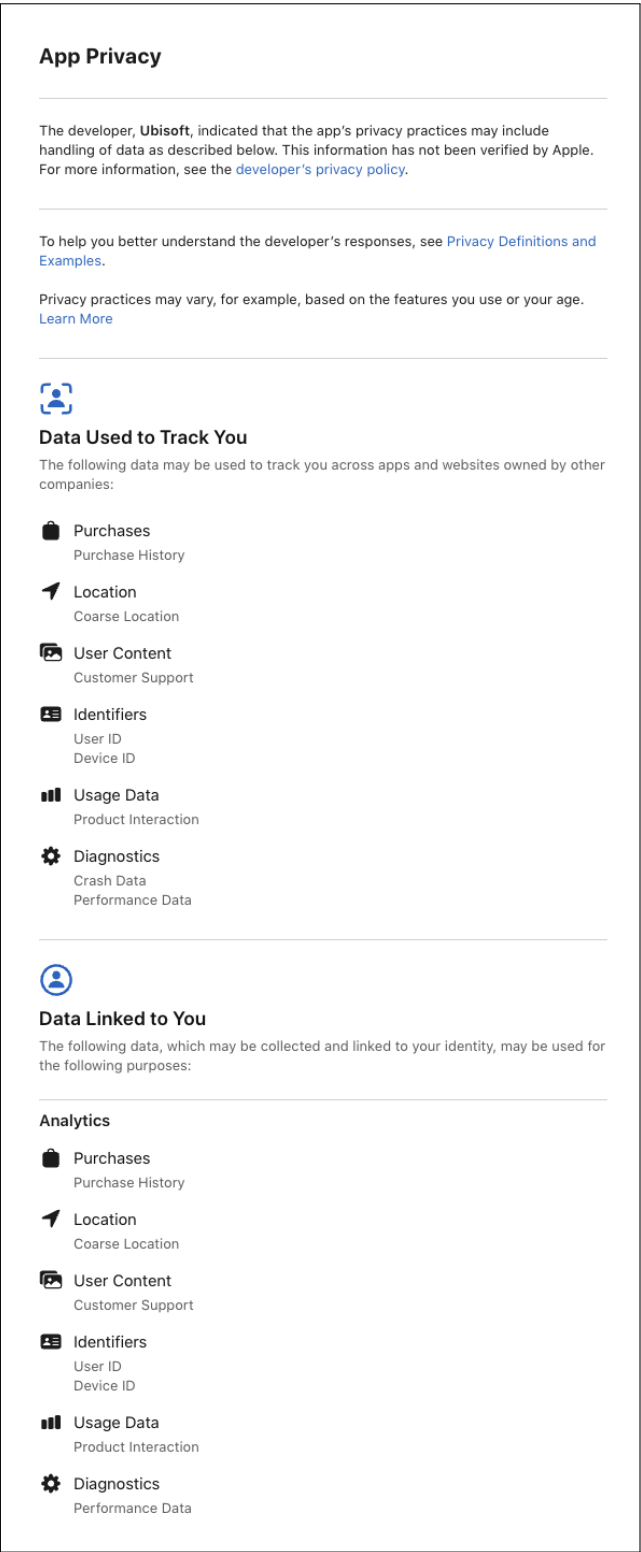 App Privacy
The developer, Ubisoft, indicated that the app’s privacy practices may include
handling of data as described below. This information has not been verified by Apple.
For more information, see the developer’s privacy policy.
To help you better understand the developer’s responses, see Privacy Definitions and
Examples.
Privacy practices may vary, for example, based on the features you use or your age.
Learn More
Data Used to Track You
The following data may be used to track you across apps and websites owned by other
companies:
Purchases
Purchase History
Location
Coarse Location
User Content
Customer Support
Identifiers
User ID
Device ID
Usage Data
Product Interaction
Diagnostics
Crash Data
Performance Data
Data Linked to You
The following data, which may be collected and linked to your identity, may be used for
the following purposes:
Analytics
Purchases
Purchase History
Location
Coarse Location
User Content
Customer Support
Identifiers
User ID
Device ID
Usage Data
Product Interaction
Diagnostics
Performance Data